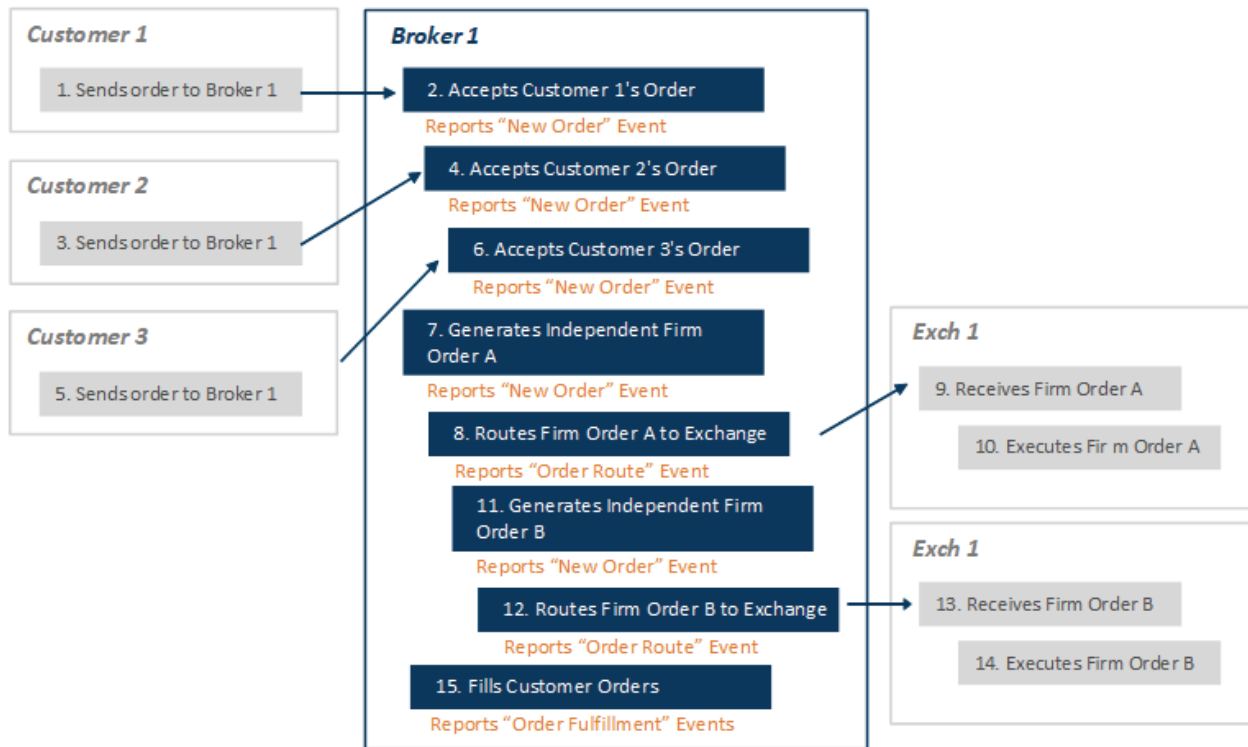 Customer 1
1. Sends order to Broker 1
Customer 2
3. Sends order to Broker 1
Customer 3
5. Sends order to Broker 1
Broker 1
2. Accepts Customer 1's Order
Reports “New Order” Event
4. Accepts Customer 2's Order
Reports “New Order” Event
6. Accepts Customer 3's Order
Reports “New Order” Event
7. Generates Independent Firm
Order A
Reports “New Order” Event
8. Routes Firm Order A to Exchange
Reports “Order Route” Event
11. Generates Independent Firm
Order B
Reports “New Order” Event
12. Routes Firm Order B to Exchange
Reports “Order Route” Event
15. Fills Customer Orders
Reports “Order Fulfillment” Events
Exch 1
9. Receives Firm Order A
10. Executes Fir m Order A
Exch 1
13. Receives Firm Order B
14. Executes Firm Order B